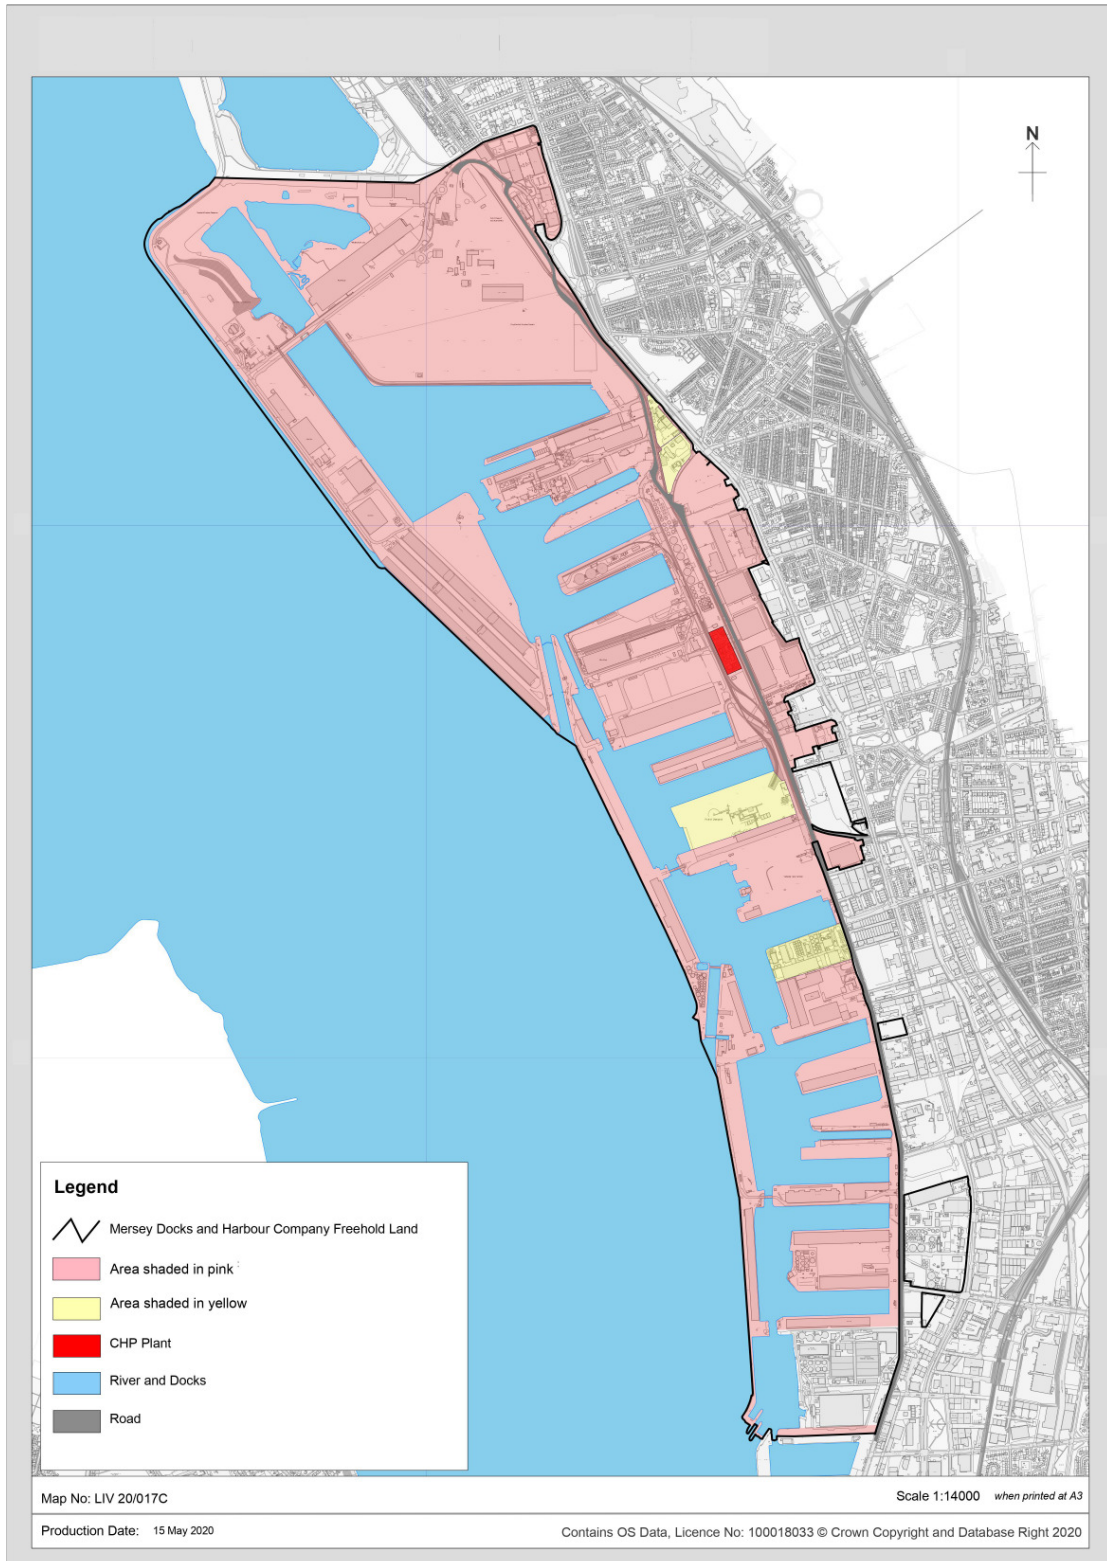 N
Legend
Mersey Docks and Harbour Company Freehold Land
Area shaded in pink
Area shaded in yellow
CHP Plant
River and Docks
Road
Map No: LIV 20/017C
Scale 1:14000 when printed at A3
Production Date: 15 May 2020
Contains OS Data, Licence No: 100018033 © Crown Copyright and Database Right 2020